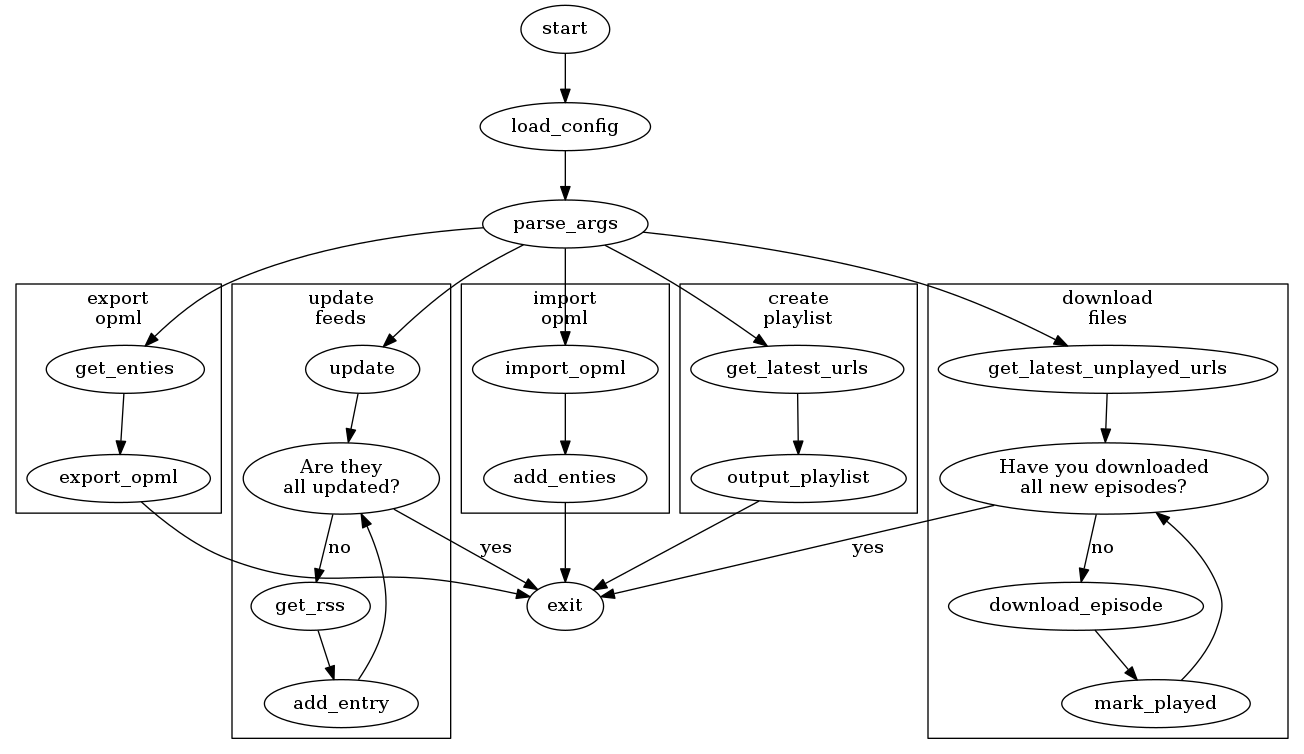 start
load_config
parse_args
export
opml
update
feeds
import
opml
create
playlist
download
files
get_enties
update
import_opml
get_latest_urls
get_latest_unplayed_urls
export_opml
Are they
all updated?
add_enties
output_playlist
Have you downloaded
all new episodes?
no
yes
yes
no
get_rss
exit
download_episode
add_entry
mark_played